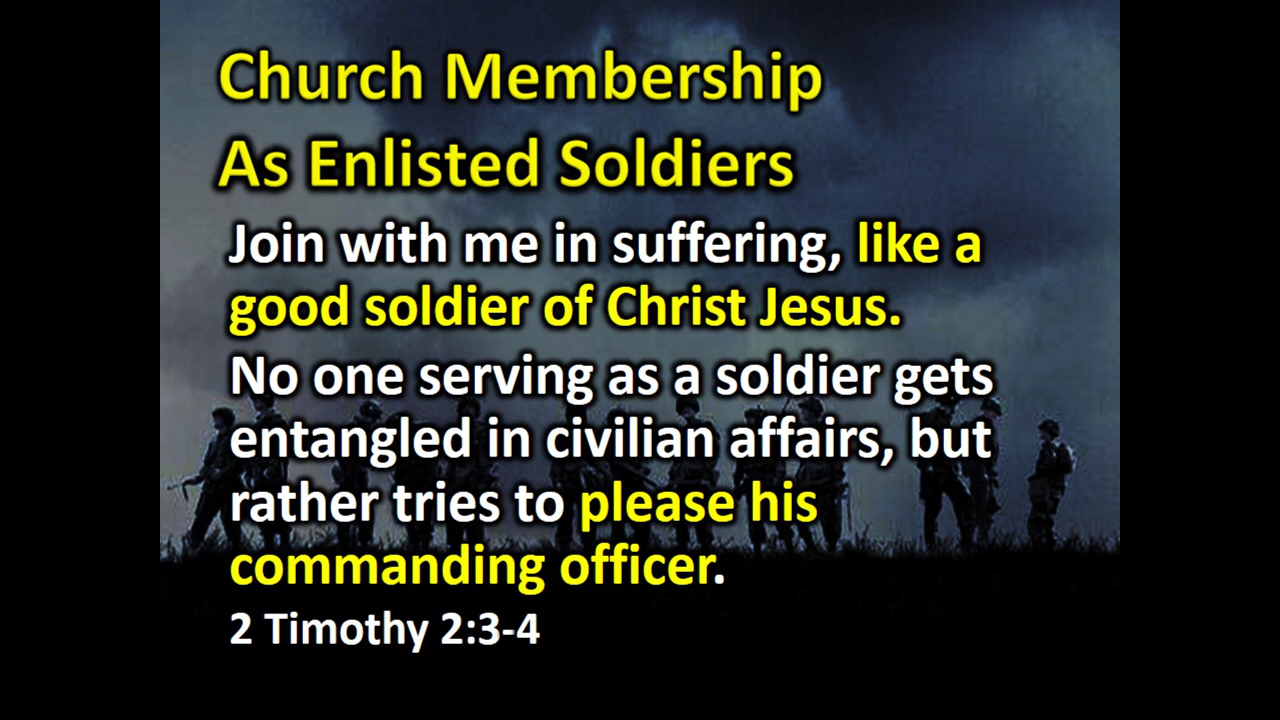 Church Membership
As Enlisted Soldiers
Join with me in suffering, like a
good soldier of Christ Jesus.
No one serving as a soldier gets
entangled in civilian affairs, but
rather tries to please his
commanding officer.
2 Timothy 2:3-4